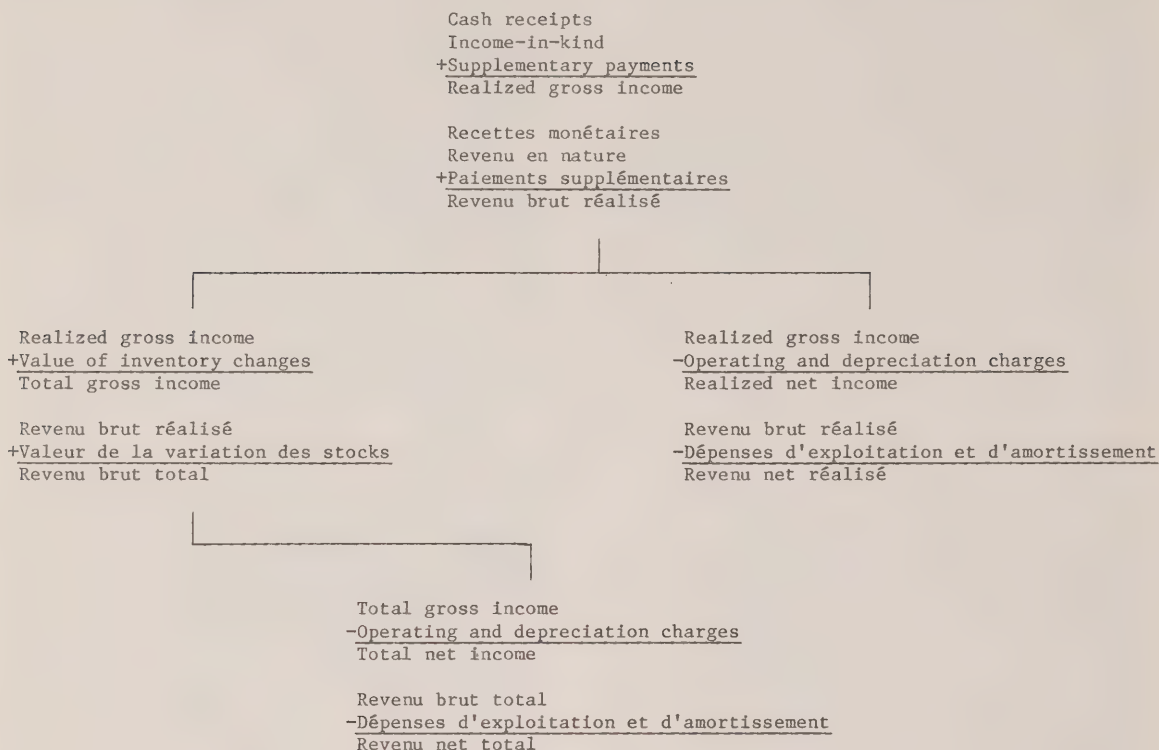 Cash receipts
Income-in-kind
+Supplementary payments
Realized gross income
Recettes monétaires
Revenu en nature
+Paiements supplémentaires
Revenu brut réalisé
Realized gross income
+Value of inventory changes
Total gross income
Revenu brut réalisé
+Valeur de la variation des stocks
Revenu brut total
Realized gross income
-Operating and depreciation charges
Realized net income
Revenu brut réalisé
-Dépenses d'exploitation et d'amortissement
Revenu net réalisé
Total gross income
-Operating and depreciation charges
Total net income
Revenu brut total
-Dépenses d'exploitation et d'amortissement
Revenu net total